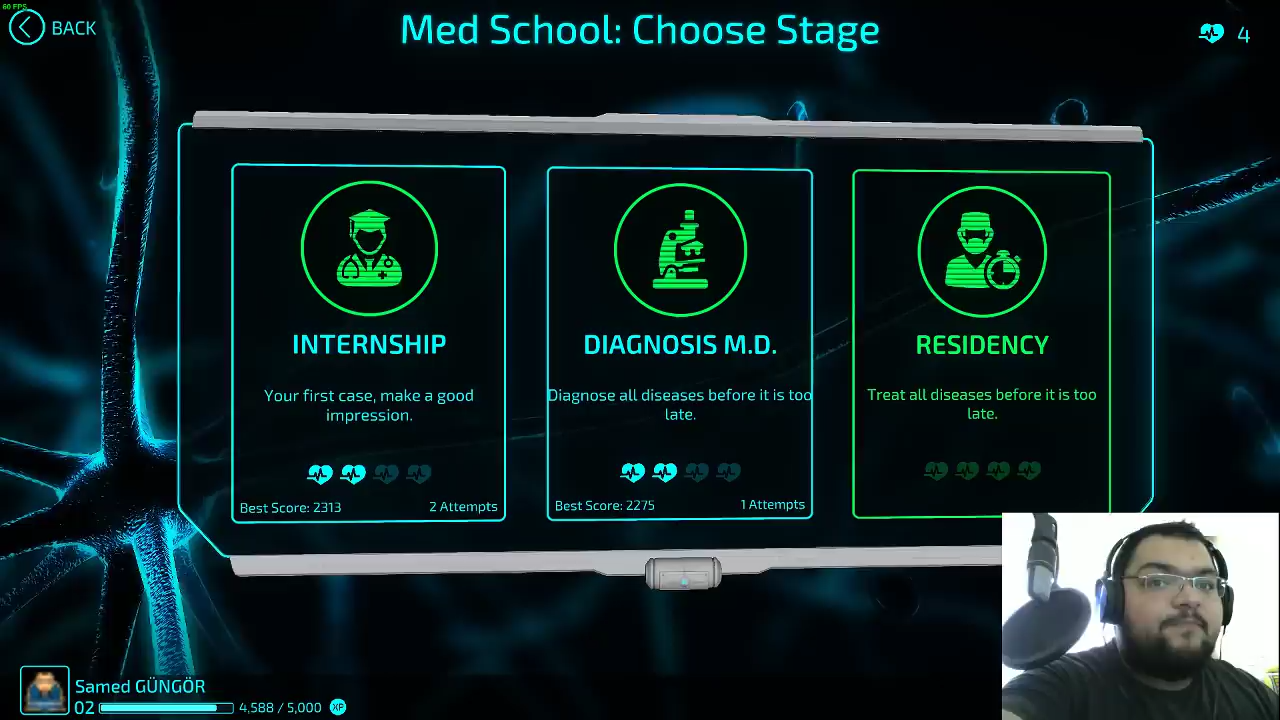 60 FPS
BACK
Med School: Choose Stage
4
INTERNSHIP
Your first case, make a good
impression.
Best Score: 2313
2 Attempts
DIAGNOSIS M.D.
Diagnose all diseases before it is too
late.
Best Score: 2275
1 Attempts
RESIDENCY
Treat all diseases before it is too
late.
Samed GÜNGÖR
02
4,588 / 5,000
XP